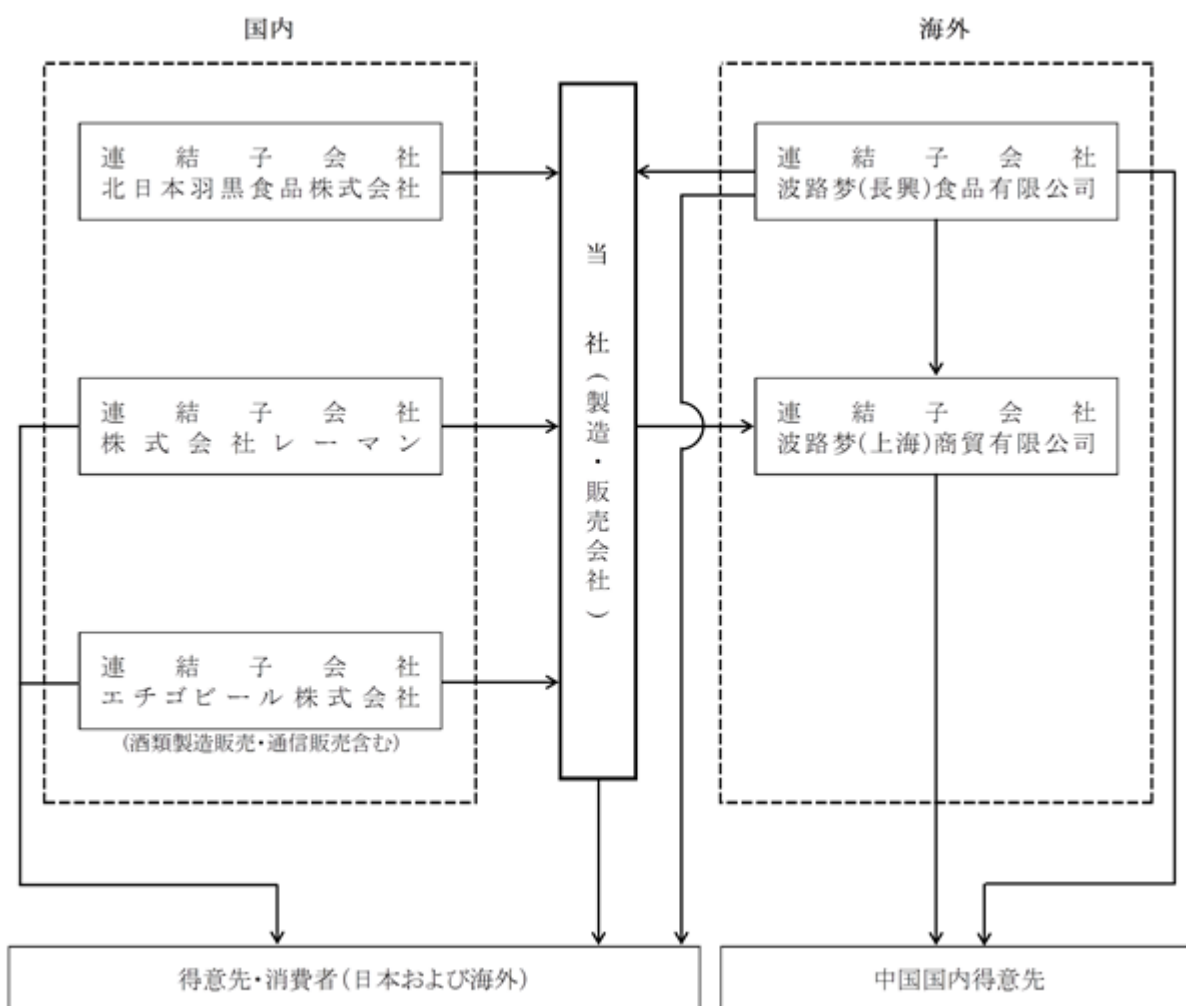 国内
海外
連結子会社
北日本羽黒食品株式会社
連結子会社
株式会社レーマン
連結子会社
エチゴビール株式会社
(酒類製造販売・通信販売含む)
当社(製造・販売会社)
連結子会社
波路梦(長興)食品有限公司
連結子会社
波路梦(上海)商貿有限公司
得意先・消費者(日本および海外)
中国国内得意先